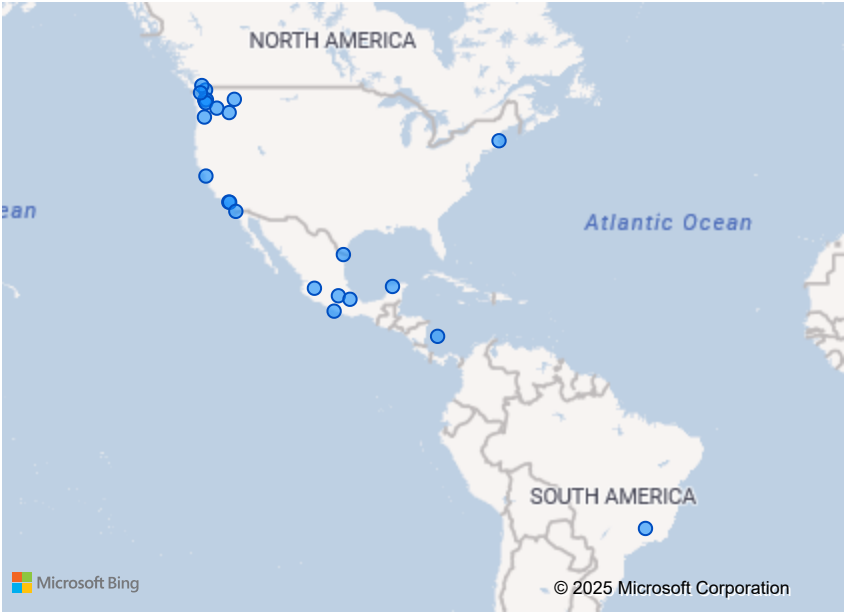 NORTH AMERICA
ean
Atlantic Ocean
SOUTH AMERICA
Microsoft Bing
© 2025 Microsoft Corporation